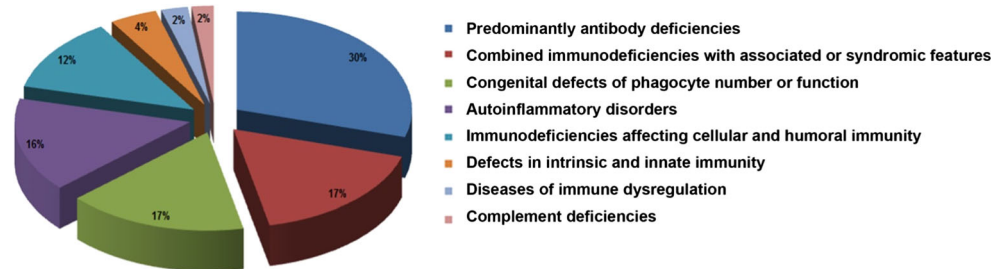 4%
2%
2%
30%
12%
16%
17%
17%
Predominantly antibody deficiencies
Combined immunodeficiencies with associated or syndromic features
Congenital defects of phagocyte number or function
Autoinflammatory disorders
Immunodeficiencies affecting cellular and humoral immunity
Defects in intrinsic and innate immunity
Diseases of immune dysregulation
Complement deficiencies